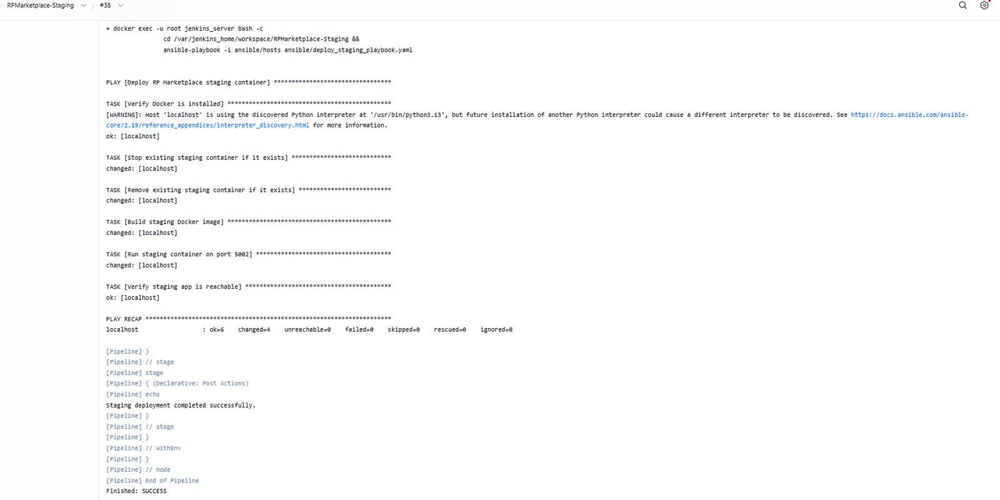 RPMarketplace-Staging / #38
+ docker exec -u root jenkins_server bash -c
cd /var/jenkins_home/workspace/RPMarketplace-Staging &&
ansible-playbook -i ansible/hosts ansible/deploy_staging_playbook.yaml
PLAY [Deploy RP Marketplace staging container] *********************************
TASK [Verify Docker is installed] **********************************************
[WARNING]: Host 'localhost' is using the discovered Python interpreter at '/usr/bin/python3.13', but future installation of another Python interpreter could cause a different interpreter to be discovered. See https://docs.ansible.com/ansible-
core/2.19/reference_appendices/interpreter_discovery.html for more information.
ok: [localhost]
TASK [Stop existing staging container if it exists] ****************************
changed: [localhost]
TASK [Remove existing staging container if it exists] **************************
changed: [localhost]
TASK [Build staging Docker image] **********************************************
changed: [localhost]
TASK [Run staging container on port 5002] **************************************
changed: [localhost]
TASK [Verify staging app is reachable] *****************************************
ok: [localhost]
PLAY RECAP *********************************************************************
localhost                  : ok=6    changed=4    unreachable=0    failed=0    skipped=0    rescued=0    ignored=0
[Pipeline] }
[Pipeline] // stage
[Pipeline] stage
[Pipeline] { (Declarative: Post Actions)
[Pipeline] echo
Staging deployment completed successfully.
[Pipeline] }
[Pipeline] // stage
[Pipeline] }
[Pipeline] // withEnv
[Pipeline] }
[Pipeline] // node
[Pipeline] End of Pipeline
Finished: SUCCESS